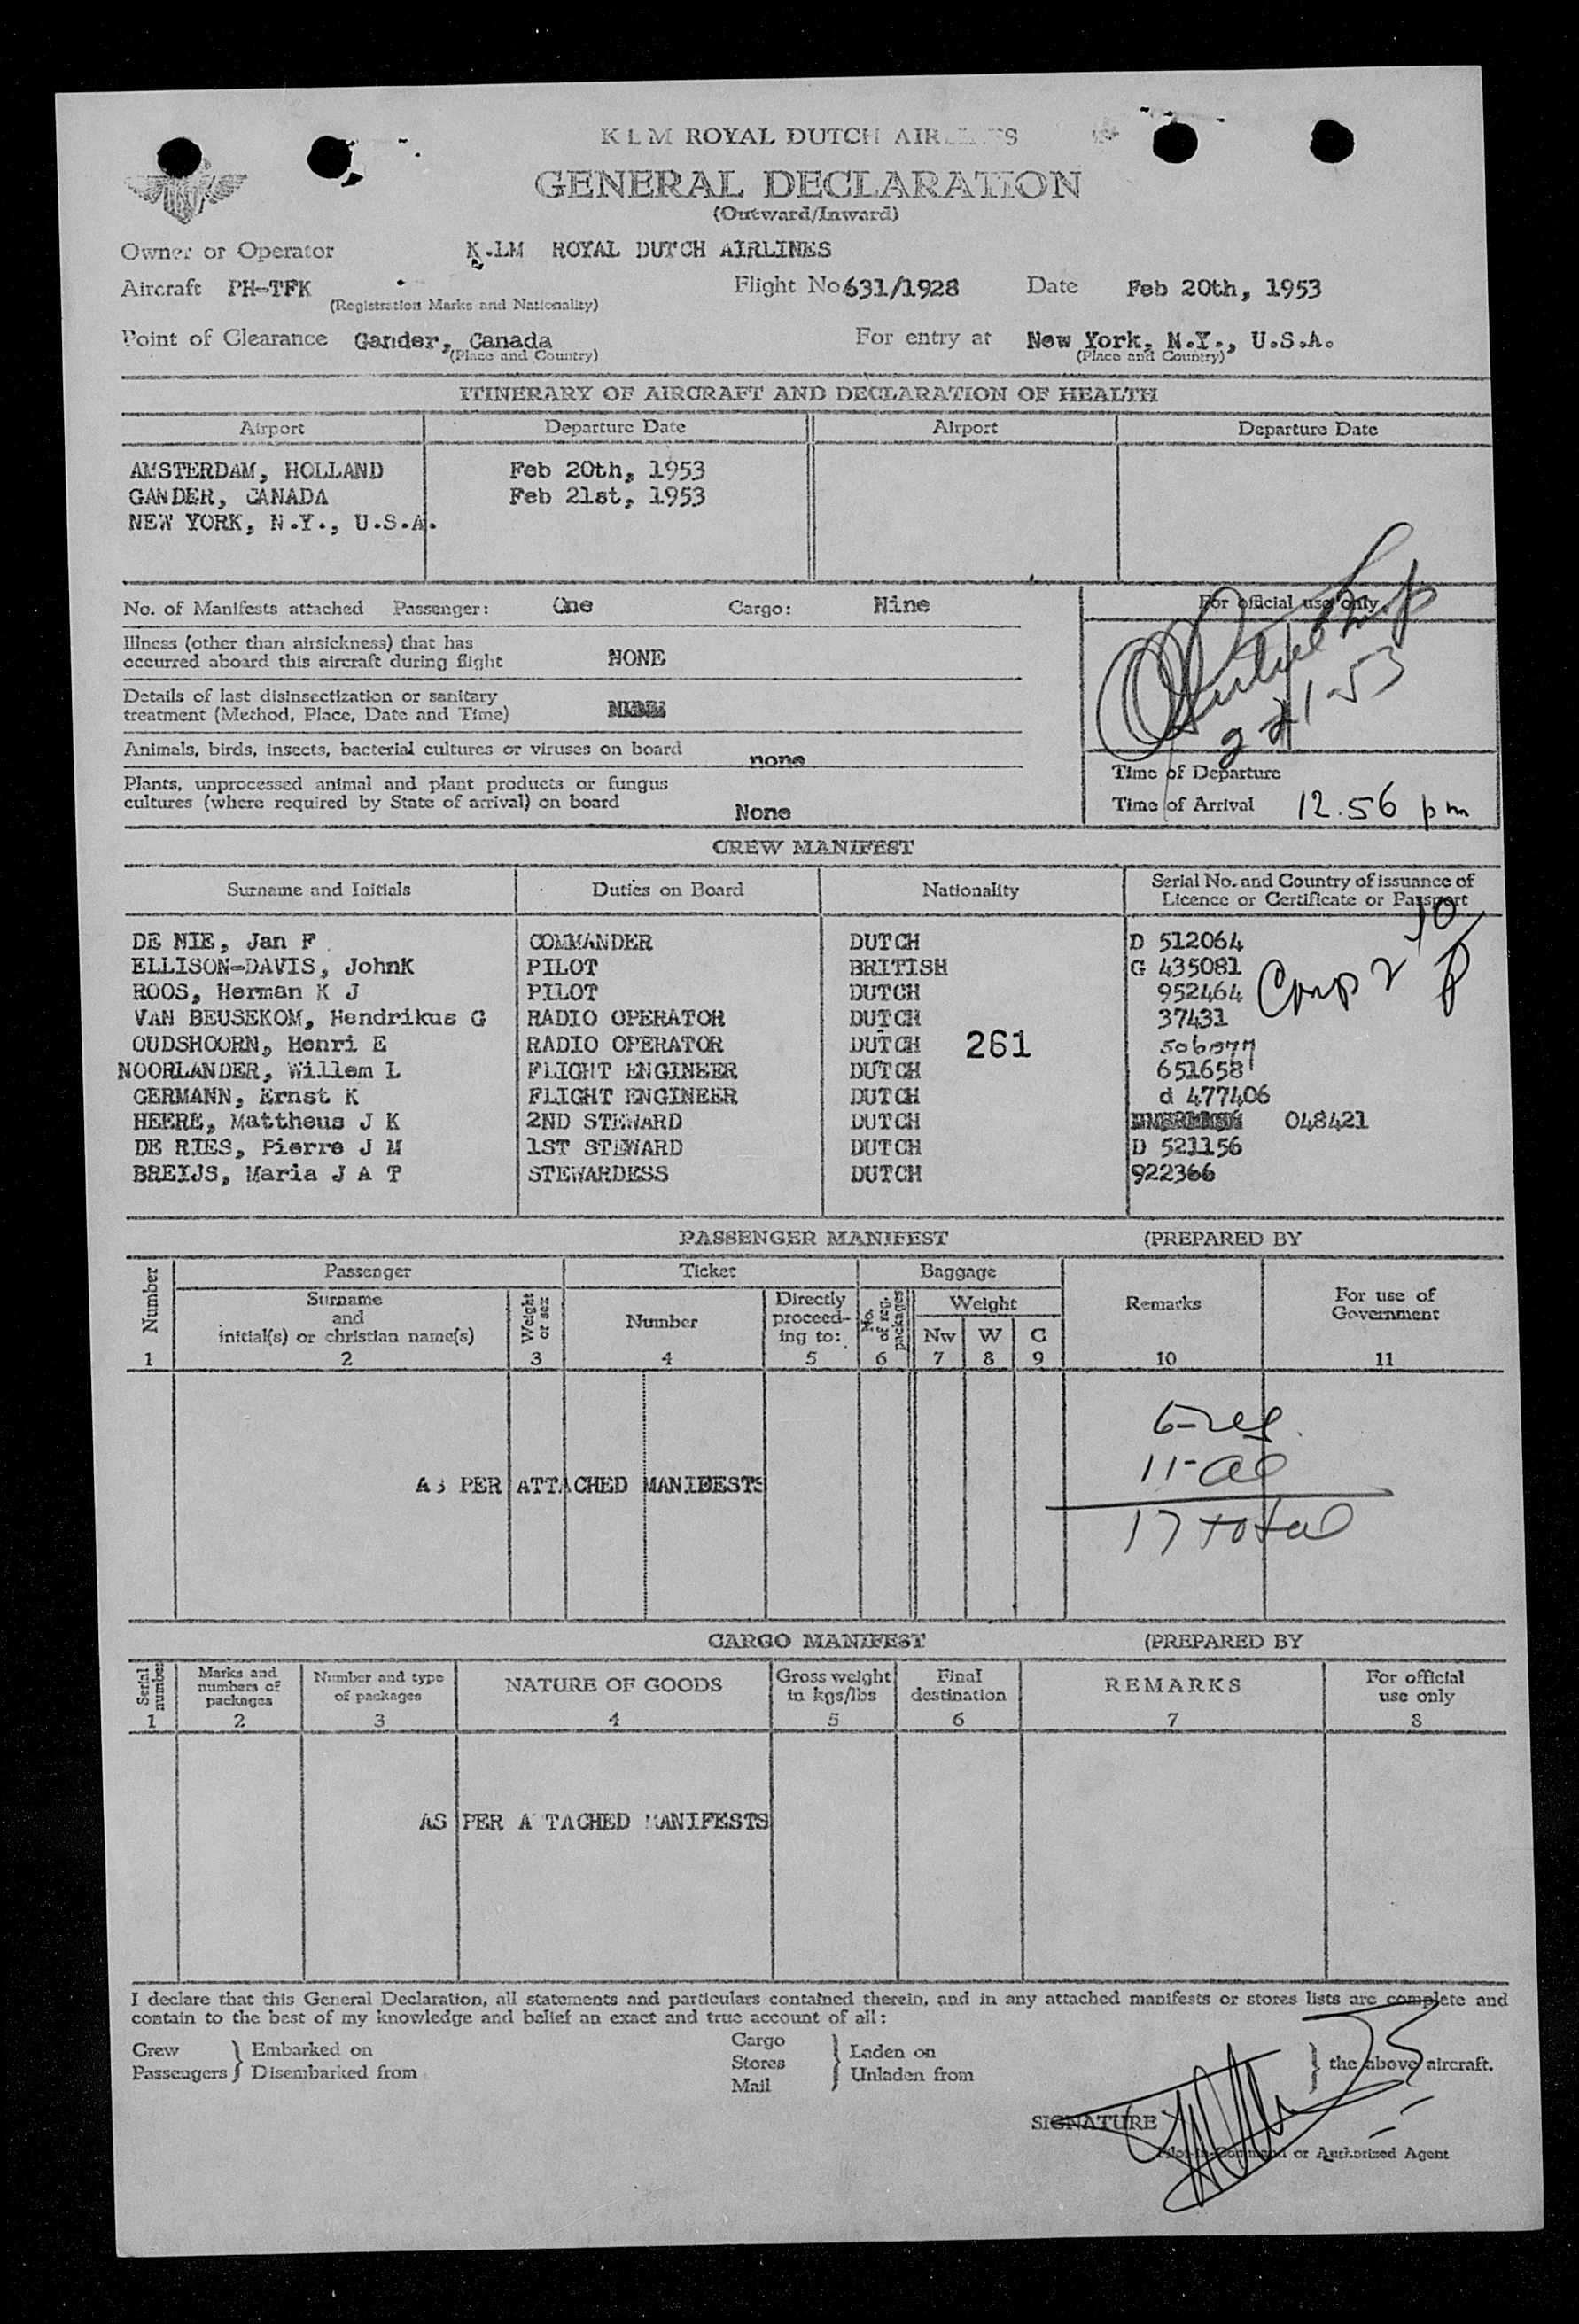 KLM ROYAL DUTCH
GENERAL DECLARATION
(Outward/Inward)
Owner or Operator K.LM ROYAL DUTCH AIRLINES
Aircraft PH-TFK Flight No 631/1928 Date Feb 20th, 1953
(Registration Marks and Nationality)
Point of Clearance Gander, Canada For entry at New York, N.Y., U.S.A.
(Place and Country) (Place and Country)
ITINERARY OF AIRCRAFT AND DECLARATION OF HEALTH
Airport Departure Date Airport Departure Date
AMSTERDAM, HOLLAND Feb 20th, 1953
GANDER, CANADA Feb 21st, 1953
NEW YORK, N.Y., U.S.A.
No. of Manifests attached Passenger: One Cargo: Nine
For official use only
Illness (other than airsickness) that has
occurred aboard this aircraft during flight NONE
Details of last disinsectization or sanitary
treatment (Method, Place, Date and Time)
Animals, birds, insects, bacterial cultures or viruses on board none
Plants, unprocessed animal and plant products or fungus
cultures (where required by State of arrival) on board None
Time of Departure
Time of Arrival 12.56 pm
CREW MANIFEST
Surname and Initials Duties on Board Nationality Serial No. and Country of issuance of
Licence or Certificate or Passport
DE NIE, Jan F COMMANDER DUTCH D 512064
ELLISON-DAVIS, JohnK PILOT BRITISH G 435081
ROOS, Herman K J PILOT DUTCH 952464
VAN BEUSEKOM, Hendrikus G RADIO OPERATOR DUTCH 37431
OUDSHOORN, Henri E RADIO OPERATOR DUTCH 261
NOORLANDER, Willem L FLIGHT ENGINEER DUTCH 651658
GERMANN, Ernst K FLIGHT ENGINEER DUTCH d 477406
HEERE, Mattheus J K 2ND STEWARD DUTCH 048421
DE RIES, Pierre J M 1ST STEWARD DUTCH D 521156
BREIJS, Maria J A T STEWARDESS DUTCH 922366
PASSENGER MANIFEST (PREPARED BY
Number Passenger Ticket Baggage Remarks For use of
Government
Surname
and
initial(s) or christian name(s) Weight or sex Number Directly
proceed-
ing to: No. of reg. packages Weight
Nw W G
1 2 3 4 5 6 7 8 9 10 11
11-
17 total
AS PER ATTACHED MANIFESTS
CARGO MANIFEST (PREPARED BY
Serial number Marks and
numbers of
packages Number and type
of packages NATURE OF GOODS Gross weight
in kgs/lbs Final
destination REMARKS For official
use only
1 2 3 4 5 6 7 8
AS PER A TACHED MANIFESTS
I declare that this General Declaration, all statements and particulars contained therein, and in any attached manifests or stores lists are complete and
contain to the best of my knowledge and belief an exact and true account of all:
Crew Embarked on Cargo Laden on
Passengers Disembarked from Stores Unladen from the above aircraft.
Mail
SIGNATURE
Pilot-in-Command or Authorized Agent